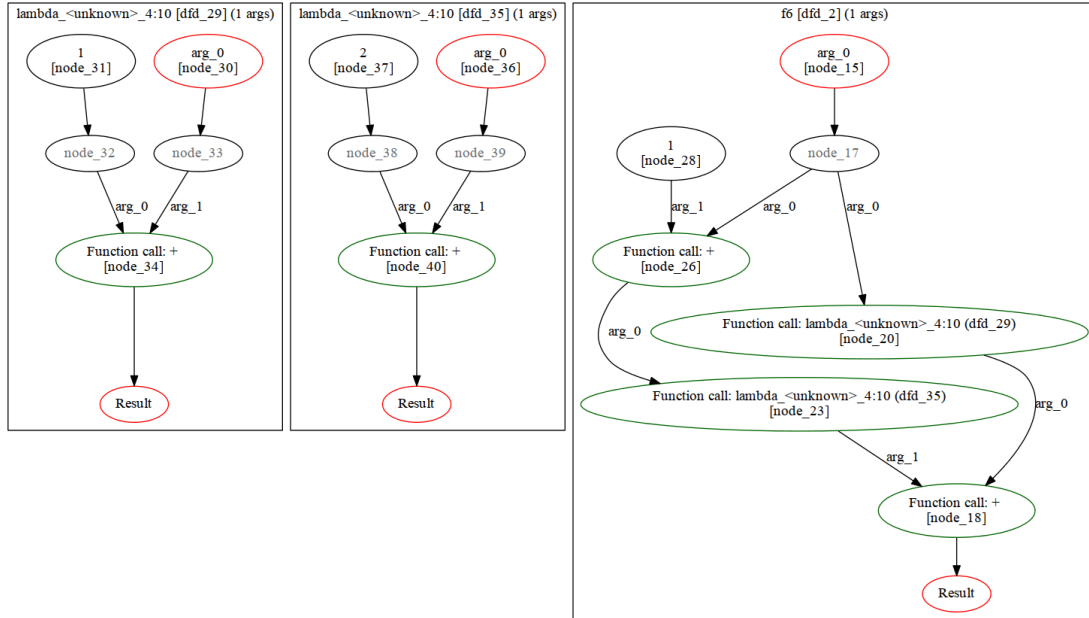 lambda_<unknown>_4:10 [dfd_29] (1 args)
1
[node_31]
arg_0
[node_30]
node_32
node_33
arg_0
arg_1
Function call: +
[node_34]
Result
lambda_<unknown>_4:10 [dfd_35] (1 args)
2
[node_37]
arg_0
[node_36]
node_38
node_39
arg_0
arg_1
Function call: +
[node_40]
Result
f6 [dfd_2] (1 args)
arg_0
[node_15]
1
[node_28]
node_17
arg_1
arg_0
arg_0
Function call: +
[node_26]
Function call: lambda_<unknown>_4:10 (dfd_29)
[node_20]
arg_0
Function call: lambda_<unknown>_4:10 (dfd_35)
[node_23]
arg_0
arg_1
Function call: +
[node_18]
Result